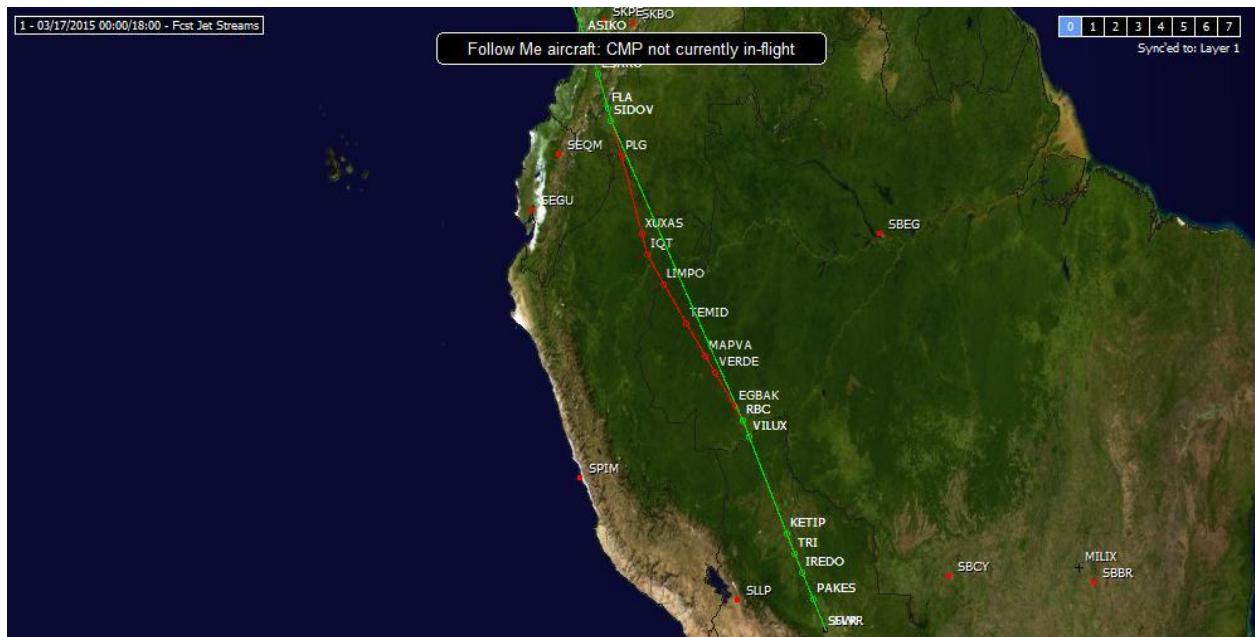 SKPE SKBO
1 - 03/17/2015 00:00/18:00 - Fcst Jet Streams
ASIKO
0 1 2 3 4 5 6 7
Follow Me aircraft: CMP not currently in-flight
Sync'ed to: Layer 1
FLA
SIDOV
SEQM
PLG
SEGU
XUXAS
SBEG
IQT
LIMPO
TEMID
MAPVA
VERDE
EGBAK
RBC
VILUX
SPIM
KETIP
TRI
IREDO
MILIX
SBCY
SBBR
SLLP
PAKES